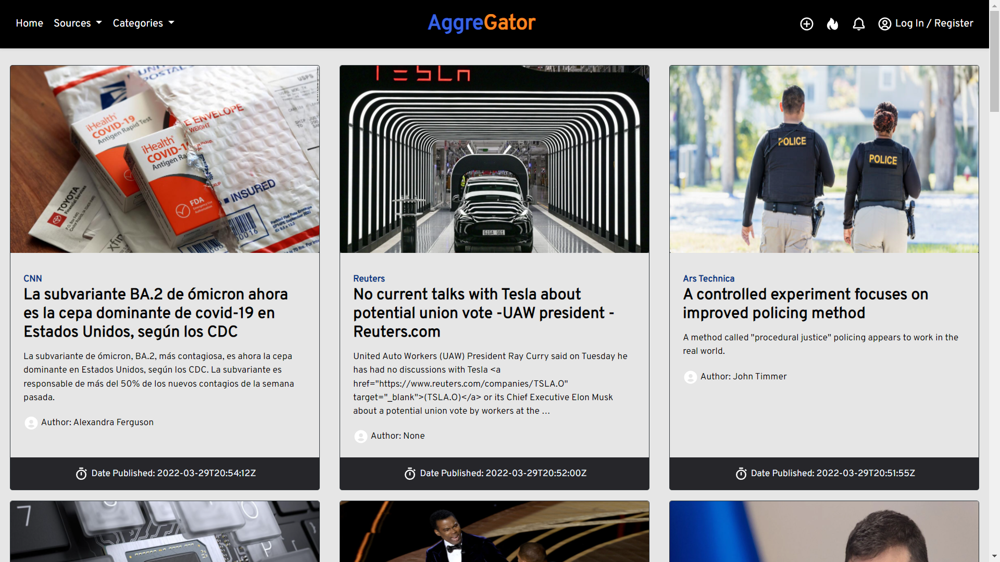 Home Sources Categories AggreGator Log In / Register
UNIT
POSTAL
USPS
iHealth
COVID-19
Antigen Rapid Test
E ENVELOPE
WEIGHT
iHealth
COVID-1
Antigen Ra
TOYOTA
Financial Services
FDA
INSURED
xfin
TESLA
GIGA 001
POLICE
POLICE
CNN
La subvariante BA.2 de ómicron ahora
es la cepa dominante de covid-19 en
Estados Unidos, según los CDC
La subvariante de ómicron, BA.2, más contagiosa, es ahora la cepa
dominante en Estados Unidos, según los CDC. La subvariante es
responsable de más del 50% de los nuevos contagios de la semana
pasada.
Author: Alexandra Ferguson
Date Published: 2022-03-29T20:54:12Z
Reuters
No current talks with Tesla about
potential union vote -UAW president -
Reuters.com
United Auto Workers (UAW) President Ray Curry said on Tuesday he
has had no discussions with Tesla <a
href="https://www.reuters.com/companies/TSLA.O"
target="_blank">(TSLA.O)</a> or its Chief Executive Elon Musk
about a potential union vote by workers at the …
Author: None
Date Published: 2022-03-29T20:52:00Z
Ars Technica
A controlled experiment focuses on
improved policing method
A method called "procedural justice" policing appears to work in the
real world.
Author: John Timmer
Date Published: 2022-03-29T20:51:55Z
7
P